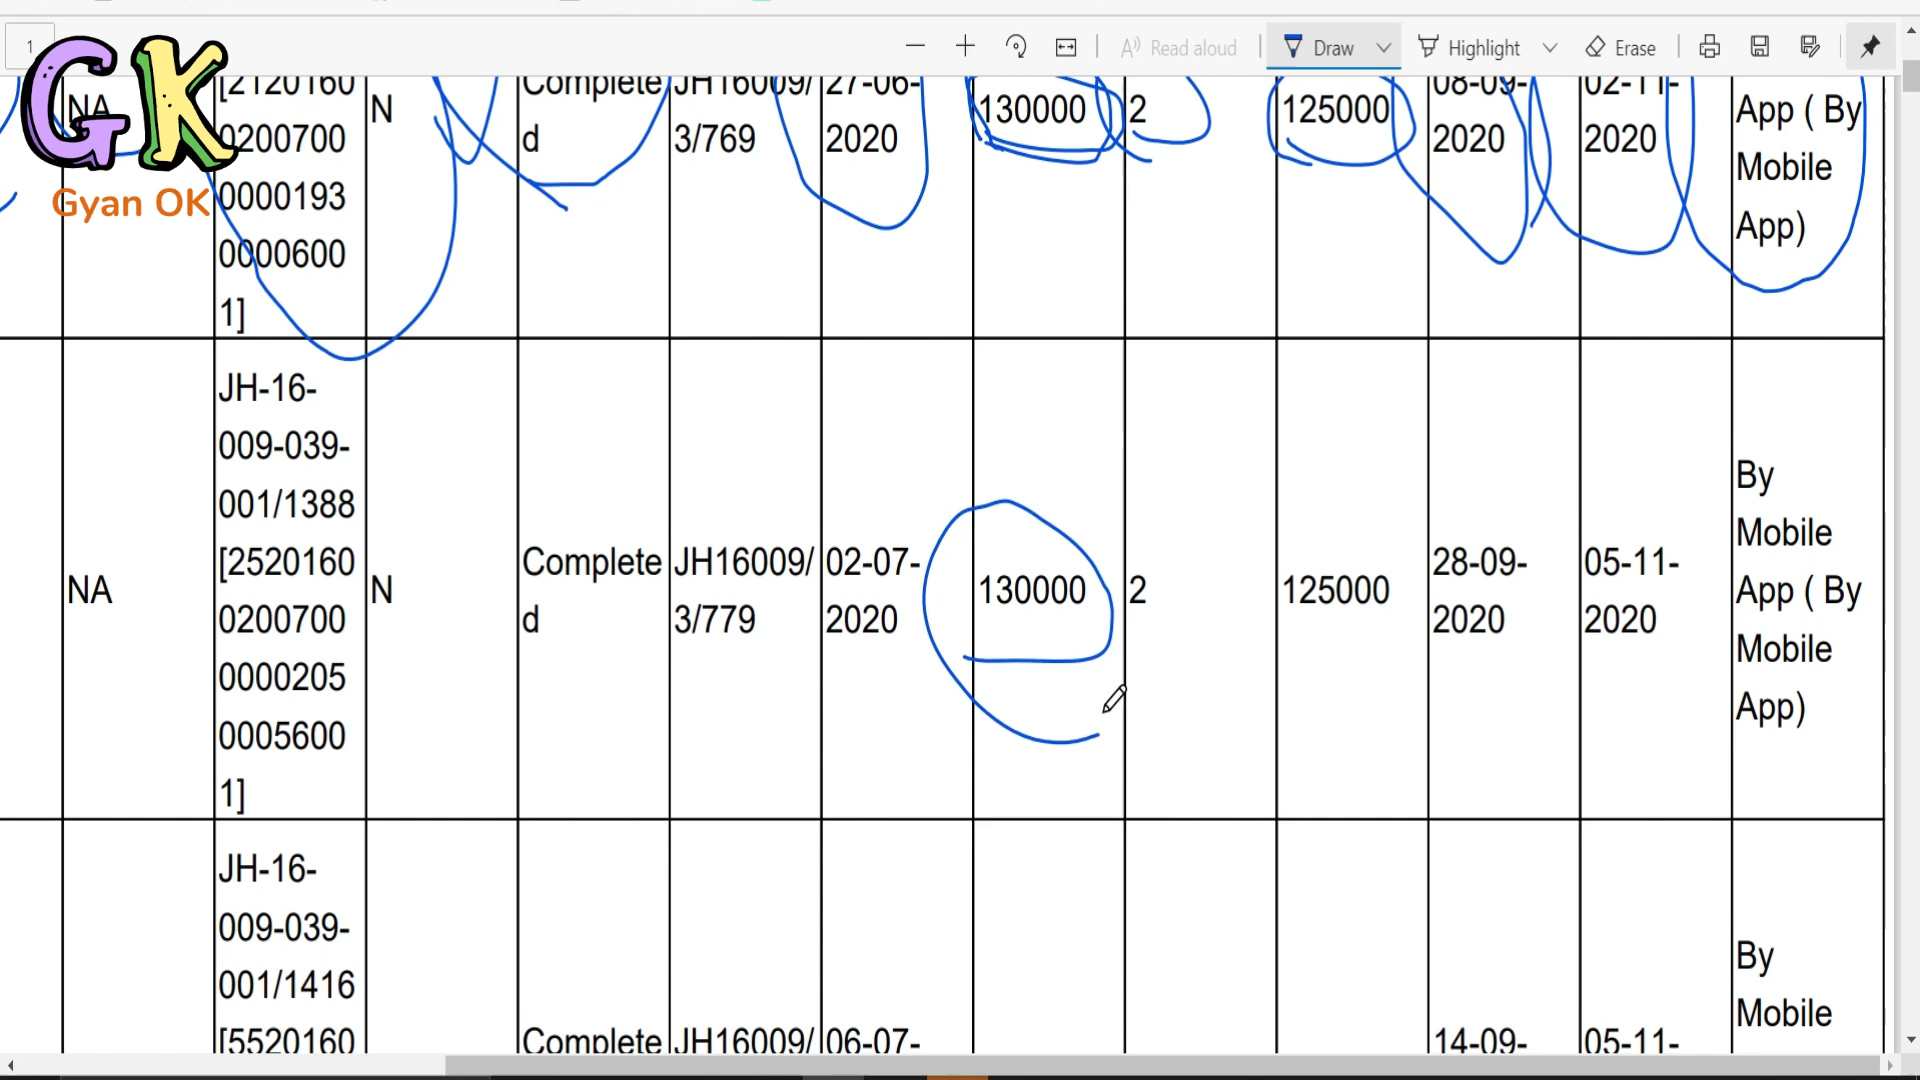 1
Read aloud
Draw
Highlight
Erase
GK
Gyan OK
NA
[2120160
0200700
0000193
0000600
1]
N
Complete
d
JH16009/
3/769
27-06-
2020
130000
2
125000
08-09-
2020
02-11-
2020
App ( By
Mobile
App)
NA
JH-16-
009-039-
001/1388
[2520160
0200700
0000205
0005600
1]
N
Complete
d
JH16009/
3/779
02-07-
2020
130000
2
125000
28-09-
2020
05-11-
2020
By
Mobile
App ( By
Mobile
App)
JH-16-
009-039-
001/1416
[5520160
Complete
JH16009/
06-07-
14-09-
05-11-
By
Mobile